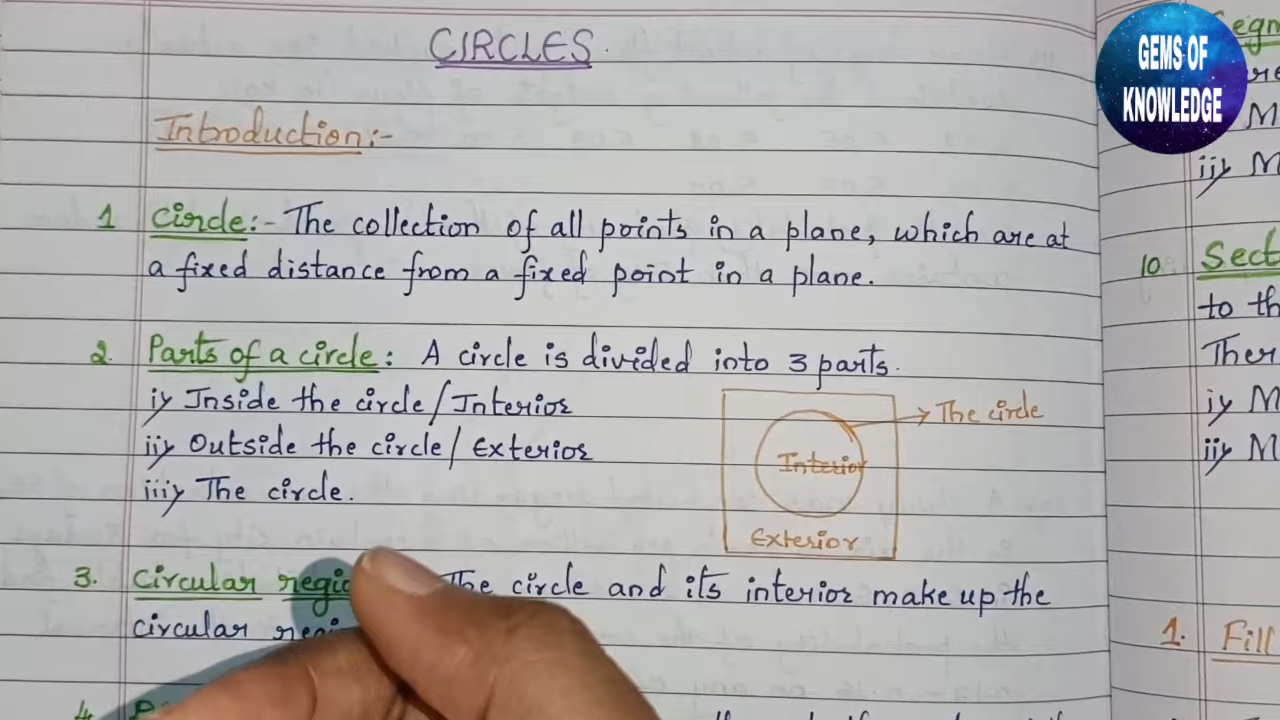 CIRCLES.
Introduction:-
1 Circle:- The collection of all points in a plane, which are at
a fixed distance from a fixed point in a plane.
2. Parts of a circle: A circle is divided into 3 parts.
i) Inside the circle/Interior
ii) Outside the circle/Exterior
iii) The circle.
The circle
Interior
Exterior
3. Circular The circle and its interior make up the
circular
GEMS OF
KNOWLEDGE
ii) M
10.
to th
Ther
i) M
ii) M
1. Fill